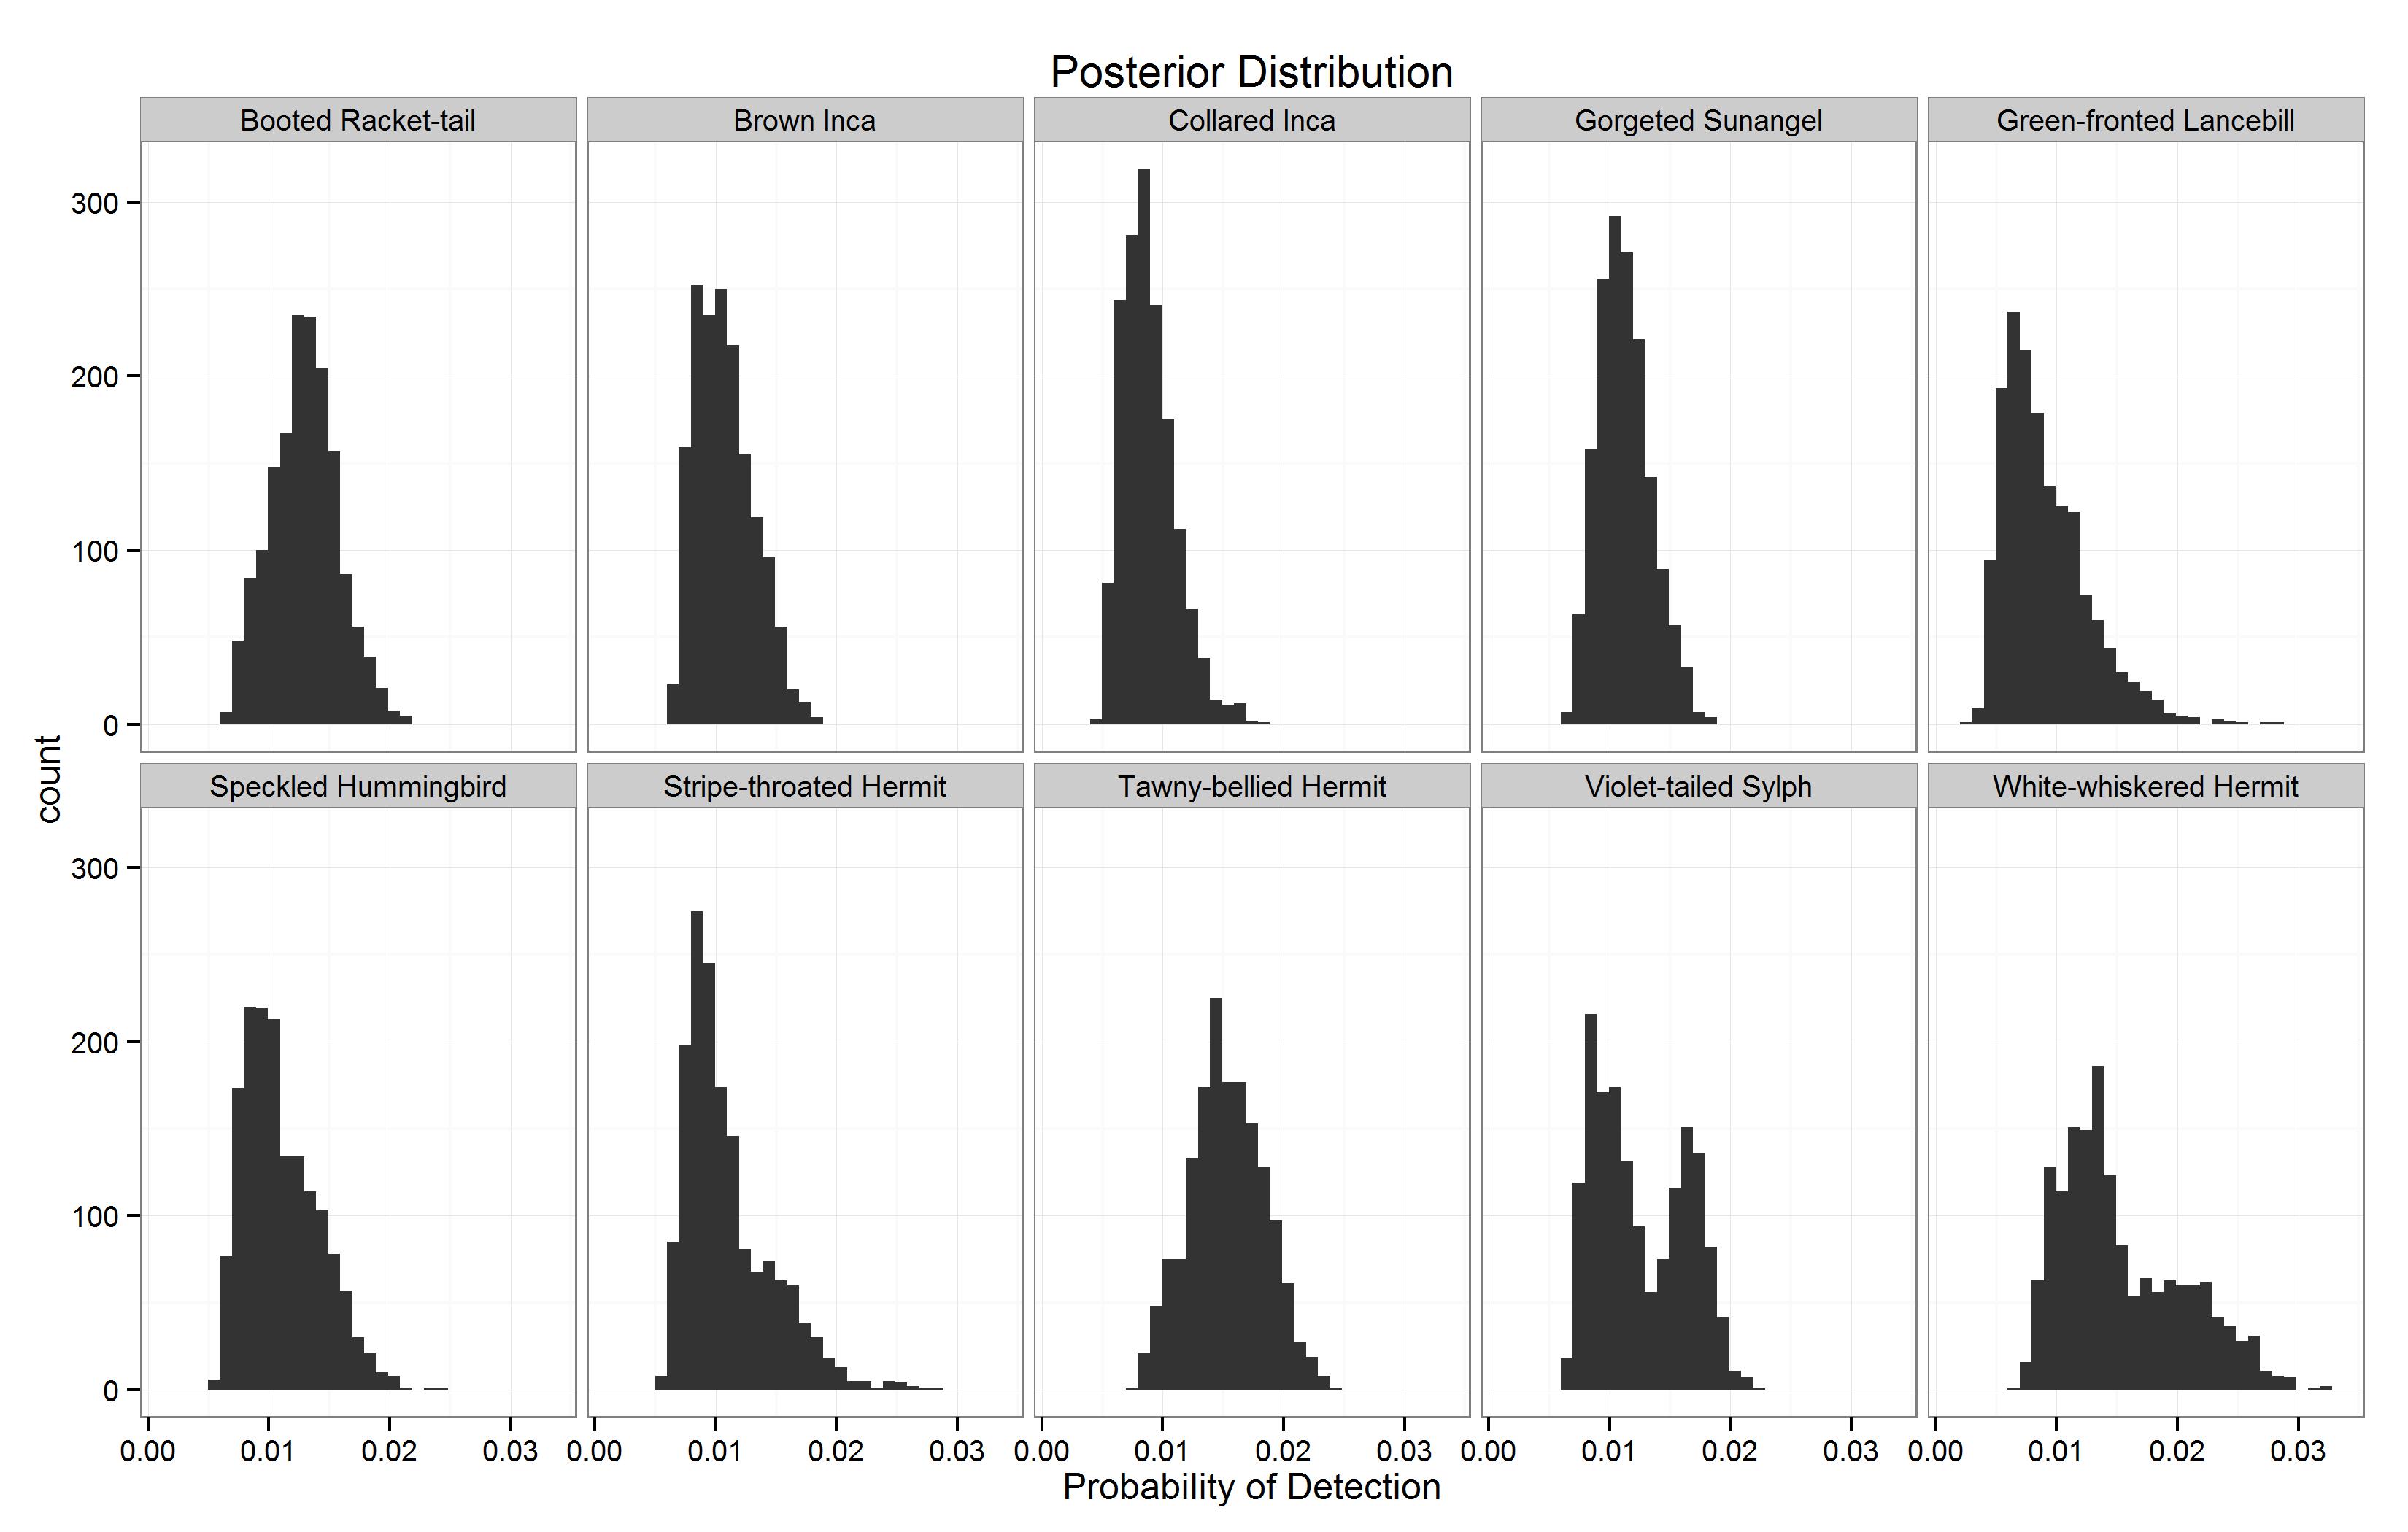 Posterior Distribution
Booted Racket-tail
Brown Inca
Collared Inca
Gorgeted Sunangel
Green-fronted Lancebill
300
200
100
0
count
Speckled Hummingbird
Stripe-throated Hermit
Tawny-bellied Hermit
Violet-tailed Sylph
White-whiskered Hermit
300
200
100
0
0.00 0.01 0.02 0.03
0.00 0.01 0.02 0.03
0.00 0.01 0.02 0.03
0.00 0.01 0.02 0.03
0.00 0.01 0.02 0.03
Probability of Detection